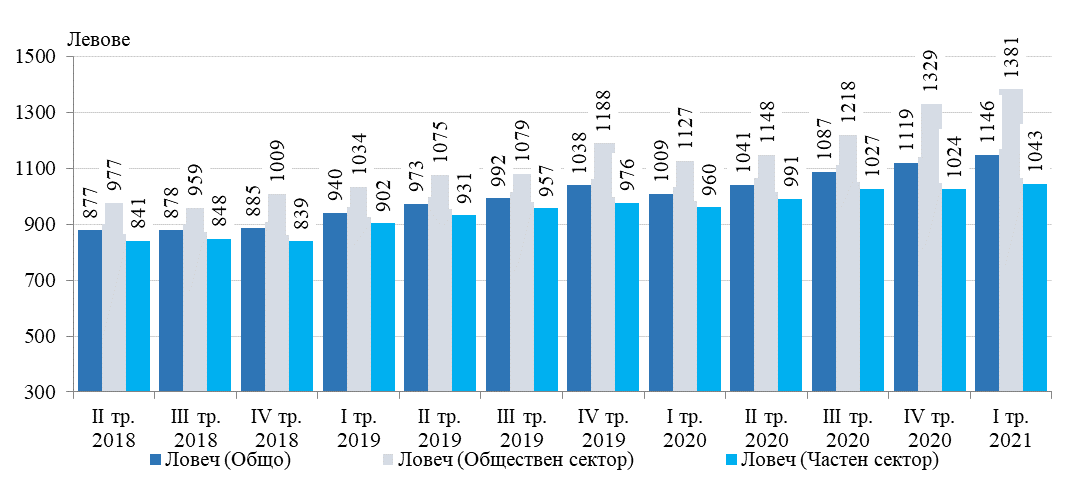 Левове
1500
1300
1100
900
700
500
300
877 977 841 878 959 848 885 1009 839 940 1034 902 973 1075 931 992 1079 957 1038 1188 976 1009 1127 960 1041 1148 991 1087 1218 1027 1119 1329 1024 1146 1381 1043
II тр. III тр. IV тр. I тр. II тр. III тр. IV тр. I тр. II тр. III тр. IV тр. I тр.
2018 2018 2018 2019 2019 2019 2019 2020 2020 2020 2020 2021
Ловеч (Общо) Ловеч (Обществен сектор) Ловеч (Частен сектор)